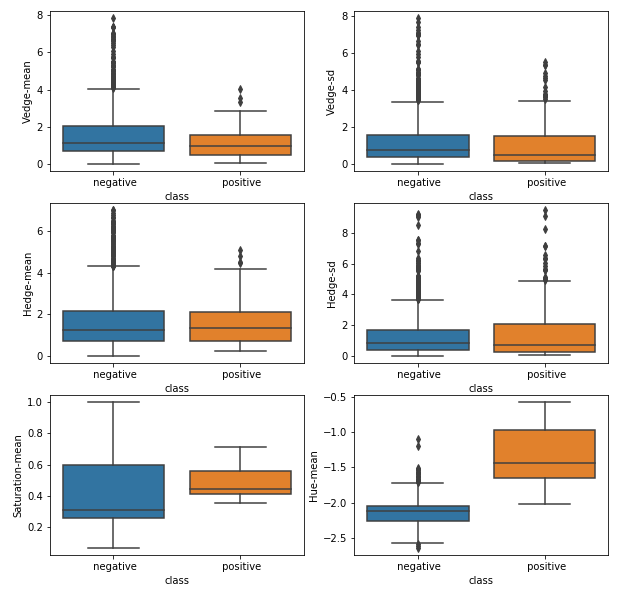 8
6
4
2
0
Vedge-mean
negative
positive
class
8
6
4
2
0
Vedge-sd
negative
positive
class
6
4
2
0
Hedge-mean
negative
positive
class
8
6
4
2
0
Hedge-sd
negative
positive
class
1.0
0.8
0.6
0.4
0.2
Saturation-mean
negative
positive
class
−0.5
−1.0
−1.5
−2.0
−2.5
Hue-mean
negative
positive
class